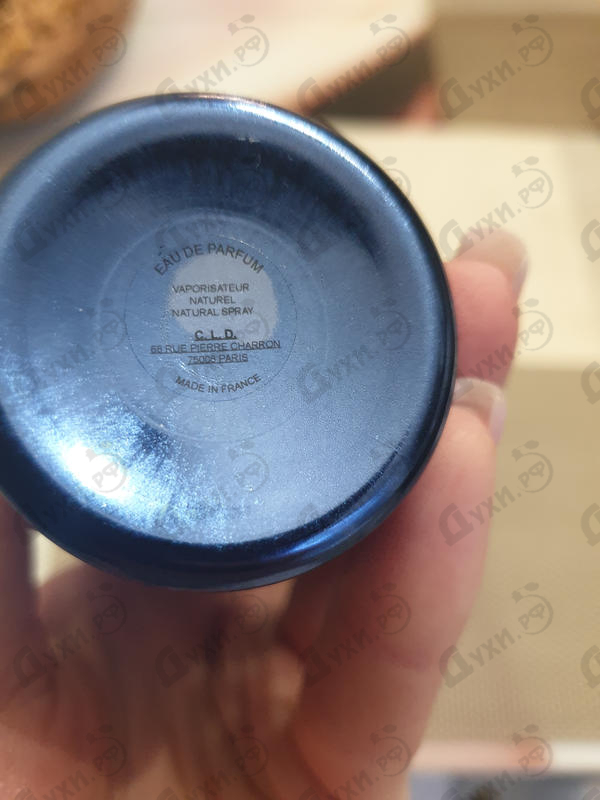 EAU DE PARFUM
VAPORISATEUR
NATUREL
NATURAL SPRAY
C. L. D.
68 RUE PIERRE CHARRON
75008 PARIS
MADE IN FRANCE
Духи.РФ